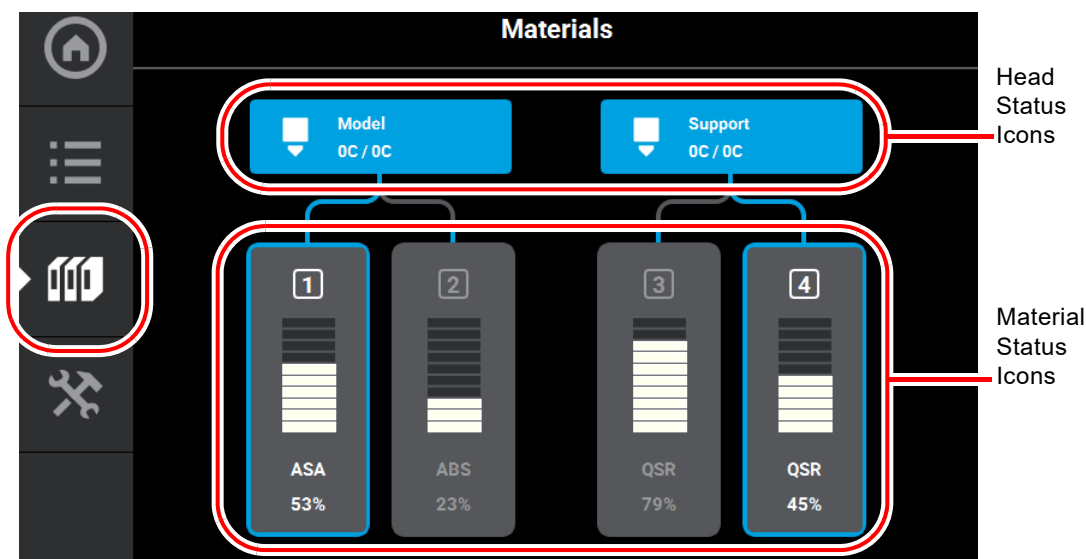 Materials
Head
Status
Icons
Model
0C / 0C
Support
0C / 0C
1
2
3
4
Material
Status
Icons
ASA
ABS
QSR
QSR
53%
23%
79%
45%